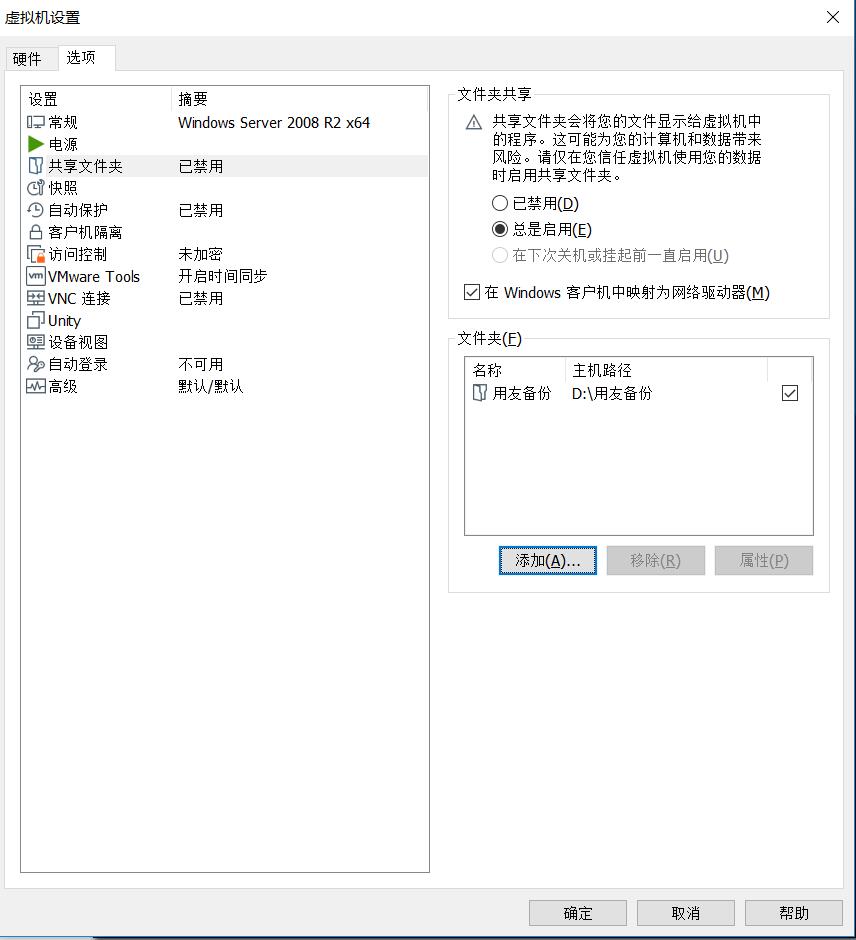 虚拟机设置
硬件 选项
设置 摘要
常规 Windows Server 2008 R2 x64
电源
共享文件夹 已禁用
快照
自动保护 已禁用
客户机隔离
访问控制 未加密
vm VMware Tools 开启时间同步
VNC 连接 已禁用
Unity
设备视图
自动登录 不可用
高级 默认/默认
文件夹共享
共享文件夹会将您的文件显示给虚拟机中
的程序。这可能为您的计算机和数据带来
风险。请仅在您信任虚拟机使用您的数据
时启用共享文件夹。
已禁用(D)
总是启用(E)
在下次关机或挂起前一直启用(U)
在 Windows 客户机中映射为网络驱动器(M)
文件夹(F)
名称 主机路径
用友备份 D:\用友备份
添加(A)... 移除(R) 属性(P)
确定 取消 帮助